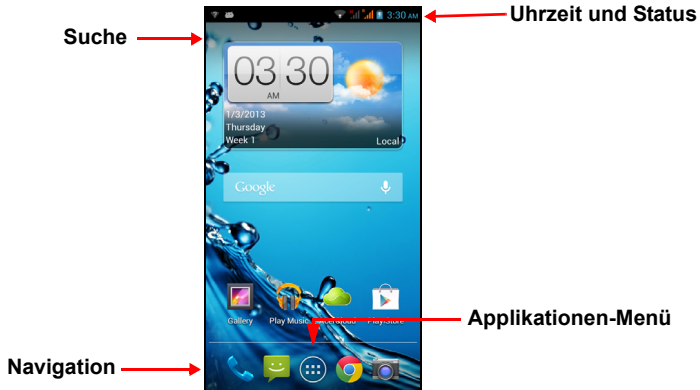 3:30 AM
Uhrzeit und Status
Suche
03 30
AM
1/3/2013
Thursday
Week 1
Local
Google
Gallery
Play Music
Play Store
Applikationen-Menü
Navigation